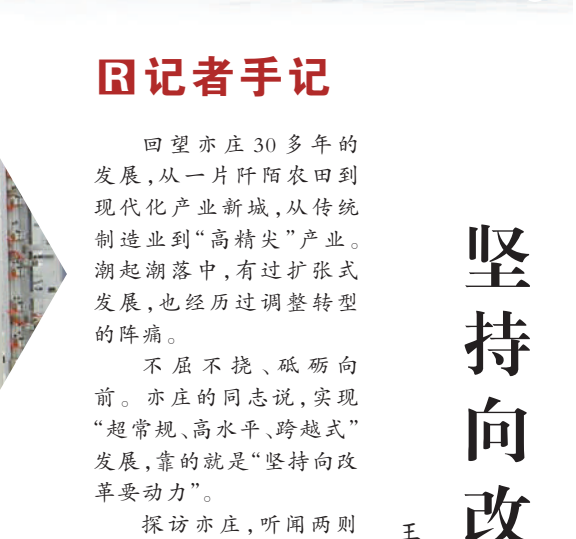 R记者手记
回望亦庄30多年的
发展,从一片阡陌农田到
现代化产业新城,从传统
制造业到“高精尖”产业。
潮起潮落中,有过扩张式
发展,也经历过调整转型
的阵痛。
不屈不挠、砥砺向
前。亦庄的同志说,实现
“超常规、高水平、跨越式”
发展,靠的就是“坚持向改
革要动力”。
探访亦庄,听闻两则
坚持向改
王